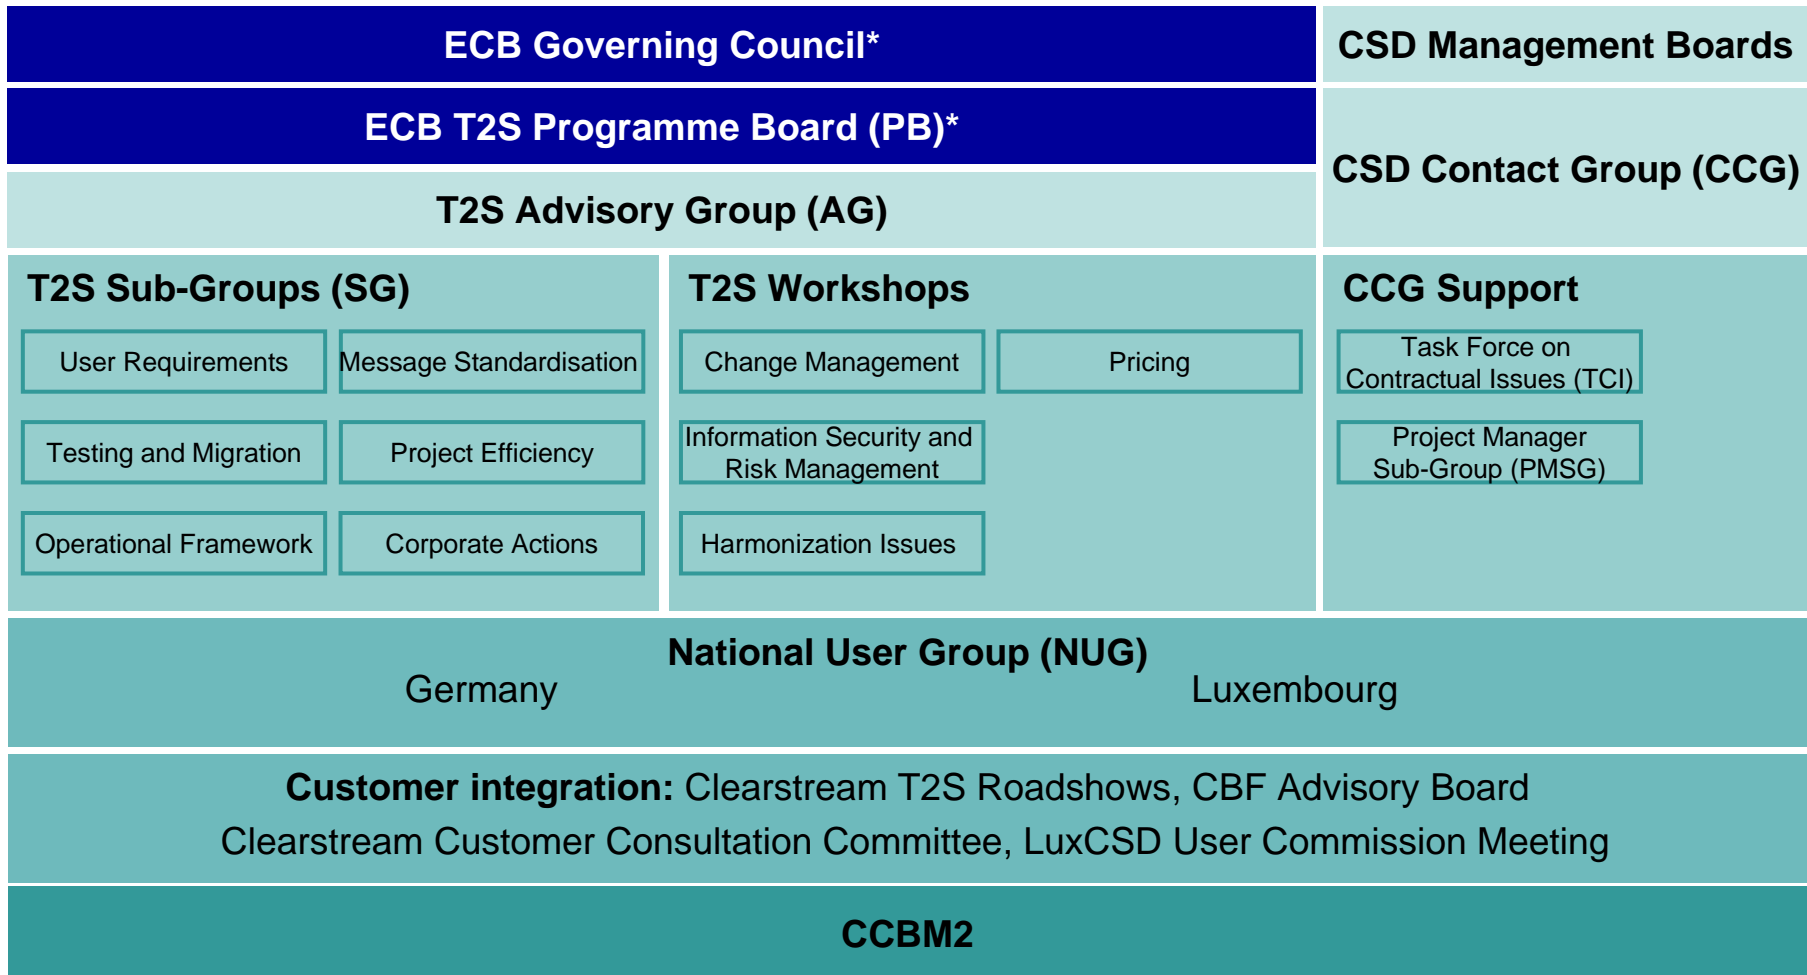 ECB Governing Council*
CSD Management Boards
ECB T2S Programme Board (PB)*
CSD Contact Group (CCG)
T2S Advisory Group (AG)
T2S Sub-Groups (SG)
User Requirements
Message Standardisation
Testing and Migration
Project Efficiency
Operational Framework
Corporate Actions
T2S Workshops
Change Management
Pricing
Information Security and
Risk Management
Harmonization Issues
CCG Support
Task Force on
Contractual Issues (TCI)
Project Manager
Sub-Group (PMSG)
National User Group (NUG)
Germany
Luxembourg
Customer integration: Clearstream T2S Roadshows, CBF Advisory Board
Clearstream Customer Consultation Committee, LuxCSD User Commission Meeting
CCBM2